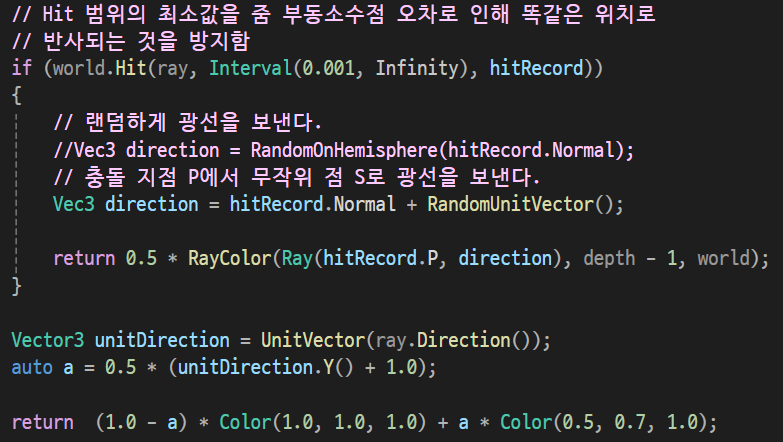 // Hit 범위의 최소값을 줌 부동소수점 오차로 인해 똑같은 위치로
// 반사되는 것을 방지함
if (world.Hit(ray, Interval(0.001, Infinity), hitRecord))
{
// 랜덤하게 광선을 보낸다.
//Vec3 direction = RandomOnHemisphere(hitRecord.Normal);
// 충돌 지점 P에서 무작위 점 S로 광선을 보낸다.
Vec3 direction = hitRecord.Normal + RandomUnitVector();
return 0.5 * RayColor(Ray(hitRecord.P, direction), depth - 1, world);
}
Vector3 unitDirection = UnitVector(ray.Direction());
auto a = 0.5 * (unitDirection.Y() + 1.0);
return  (1.0 - a) * Color(1.0, 1.0, 1.0) + a * Color(0.5, 0.7, 1.0);